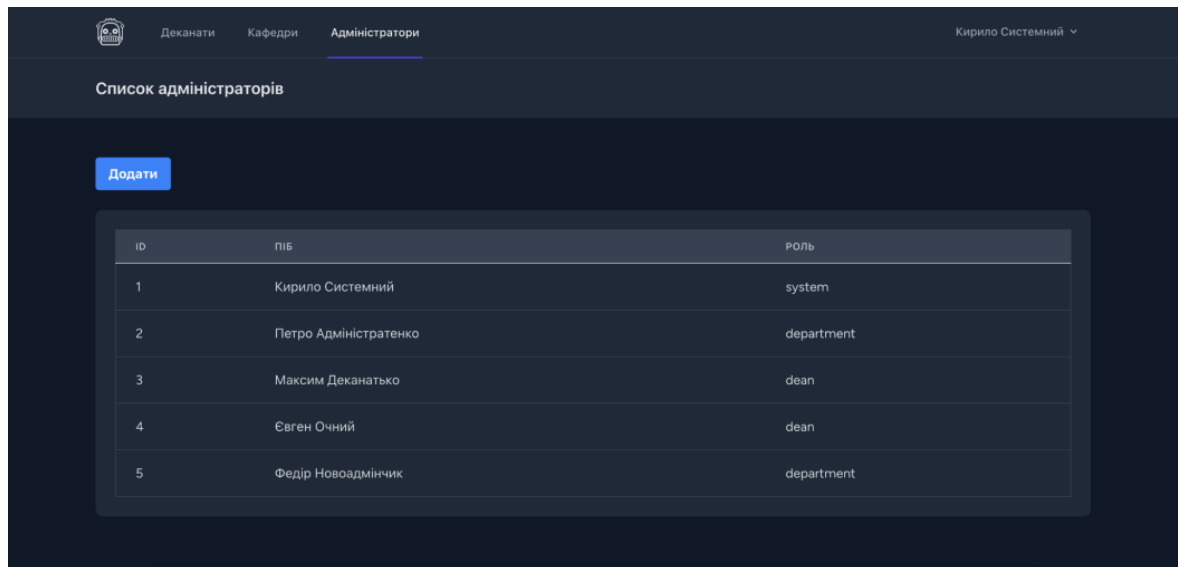 Деканати Кафедри Адміністратори Кирило Системний
Список адміністраторів
Додати
ID ПІБ РОЛЬ
1 Кирило Системний system
2 Петро Адміністратенко department
3 Максим Деканатько dean
4 Євген Очний dean
5 Федір Новоадмінчик department